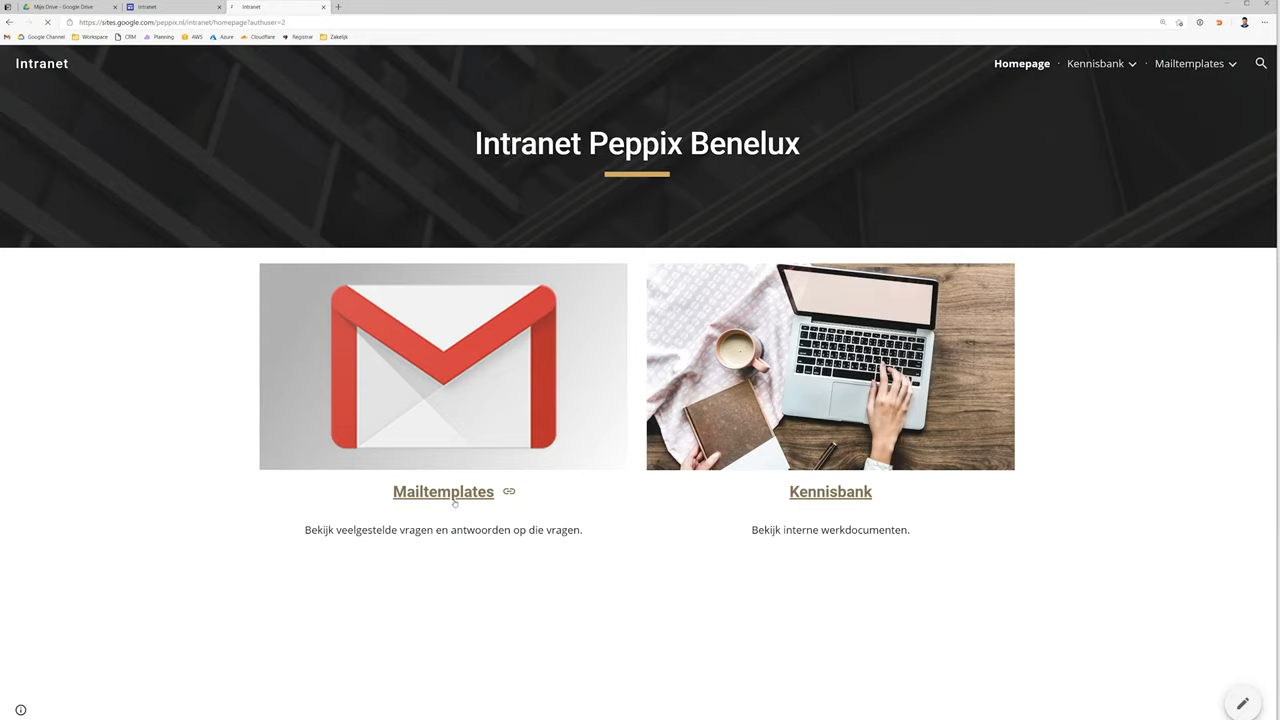 Mijn Drive - Google Drive
Intranet
Intranet
https://sites.google.com/peppix.nl/intranet/homepage?authuser=2
Google Channel
Workspace
CRM
Planning
AWS
Azure
Cloudflare
Registrar
Zakelijk
Intranet
Homepage · Kennisbank · Mailtemplates
Intranet Peppix Benelux
Mailtemplates
Kennisbank
Bekijk veelgestelde vragen en antwoorden op die vragen.
Bekijk interne werkdocumenten.